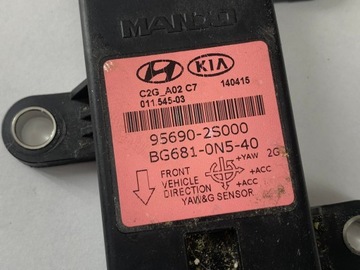 MANDO
KIA
C2G_A02 C7 140415
011.545-03
95690-2S000
BG681-0N5-40
+YAW 2G
FRONT
VEHICLE +ACC
DIRECTION +ACC
YAW&G SENSOR